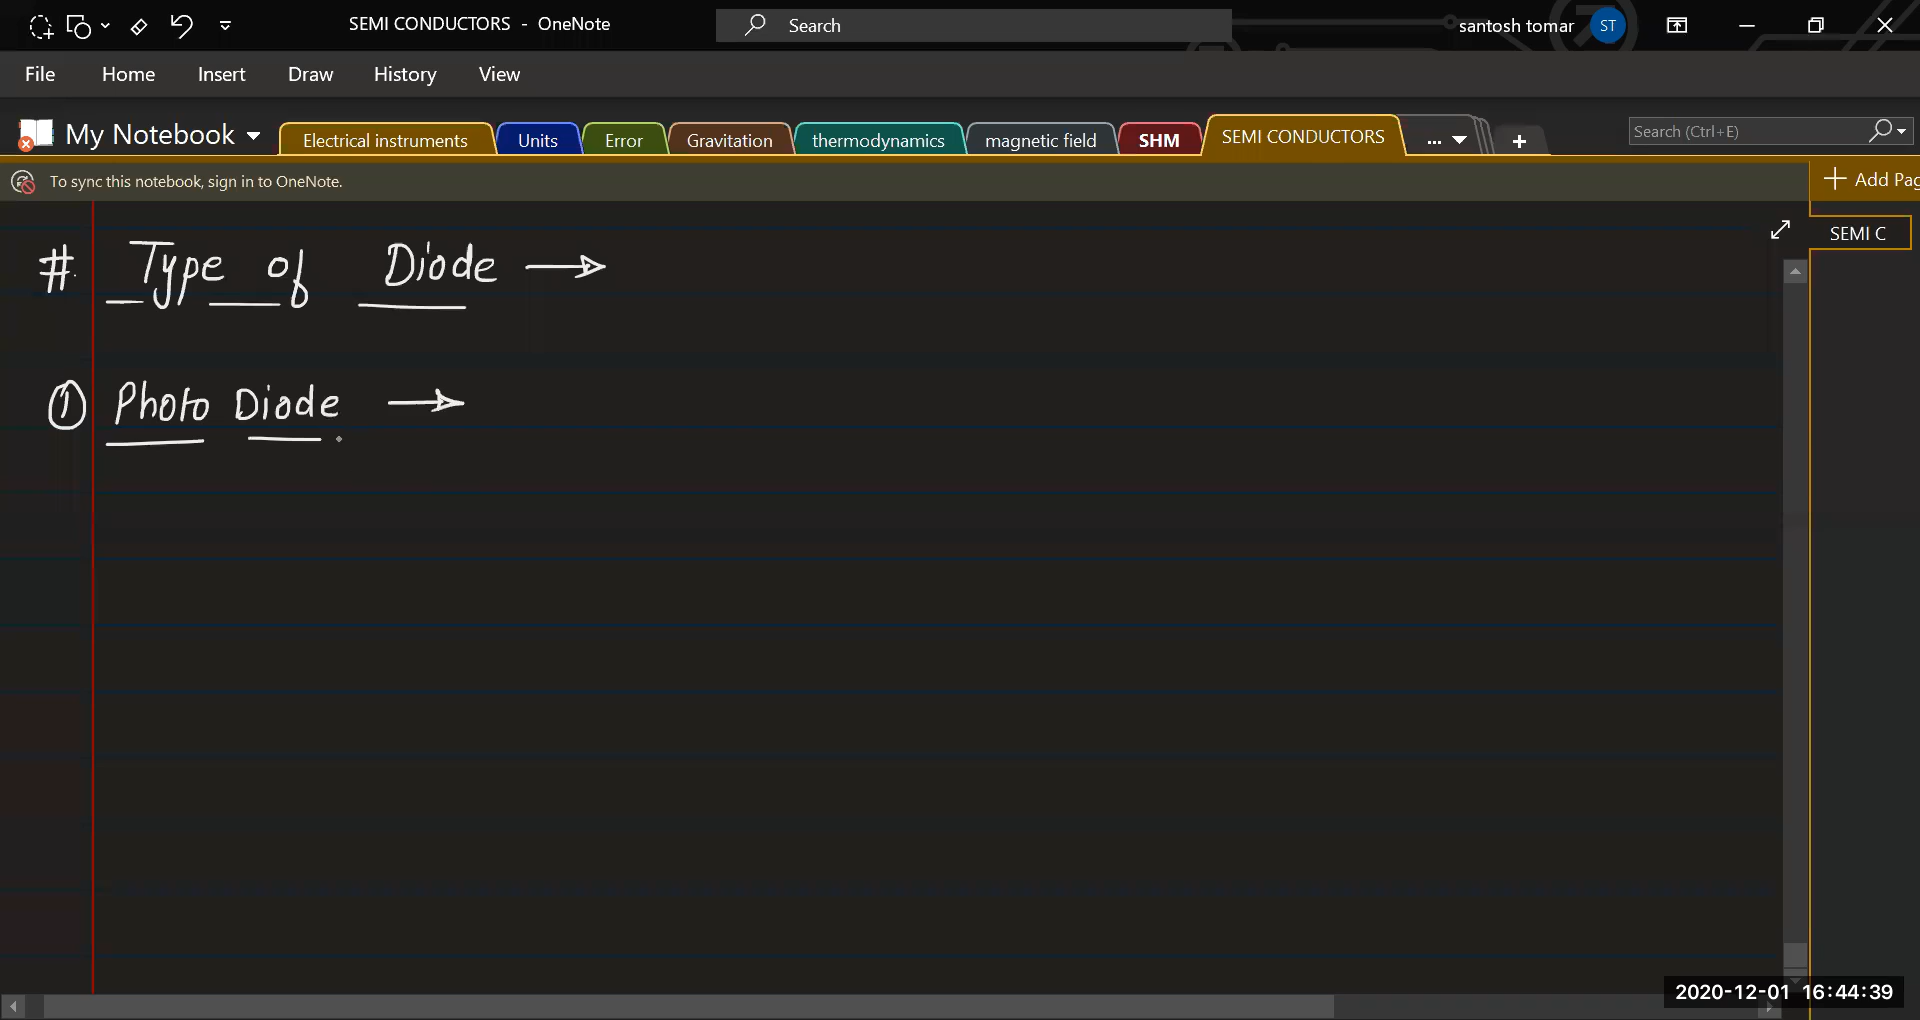 SEMI CONDUCTORS - OneNote
Search
santosh tomar
ST
File Home Insert Draw History View
My Notebook
Electrical instruments
Units
Error
Gravitation
thermodynamics
magnetic field
SHM
SEMI CONDUCTORS
...
Search (Ctrl+E)
To sync this notebook, sign in to OneNote.
Add Pag
SEMI C
# Type of Diode →
① Photo Diode →
2020-12-01 16:44:39